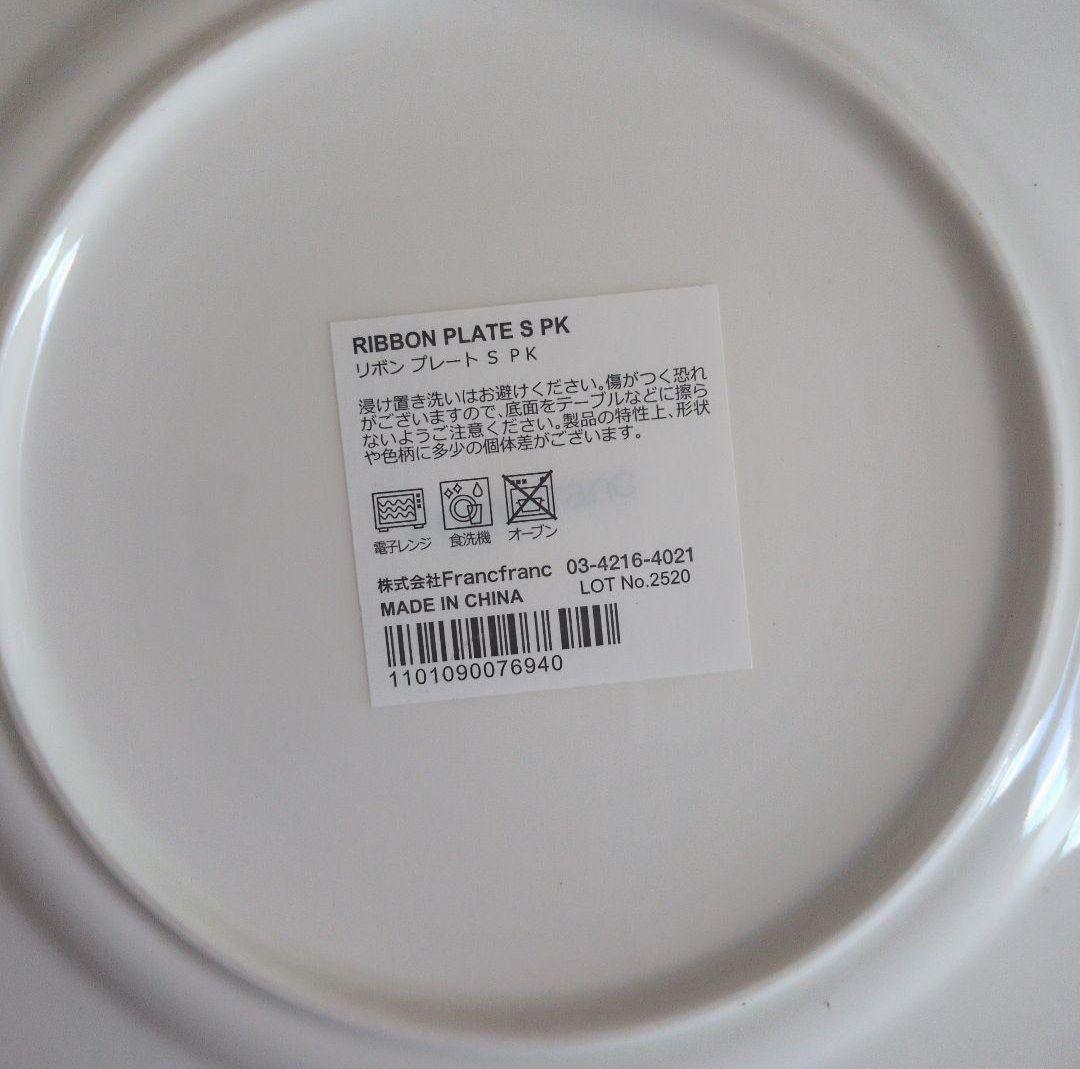 RIBBON PLATE S PK
リボン プレート S PK
浸け置き洗いはお避けください。傷がつく恐れ
がございますので、底面をテーブルなどに擦ら
ないようご注意ください。製品の特性上、形状
や色柄に多少の個体差がございます。
電子レンジ 食洗機 オーブン
株式会社Francfranc 03-4216-4021
MADE IN CHINA LOT No.2520
1101090076940